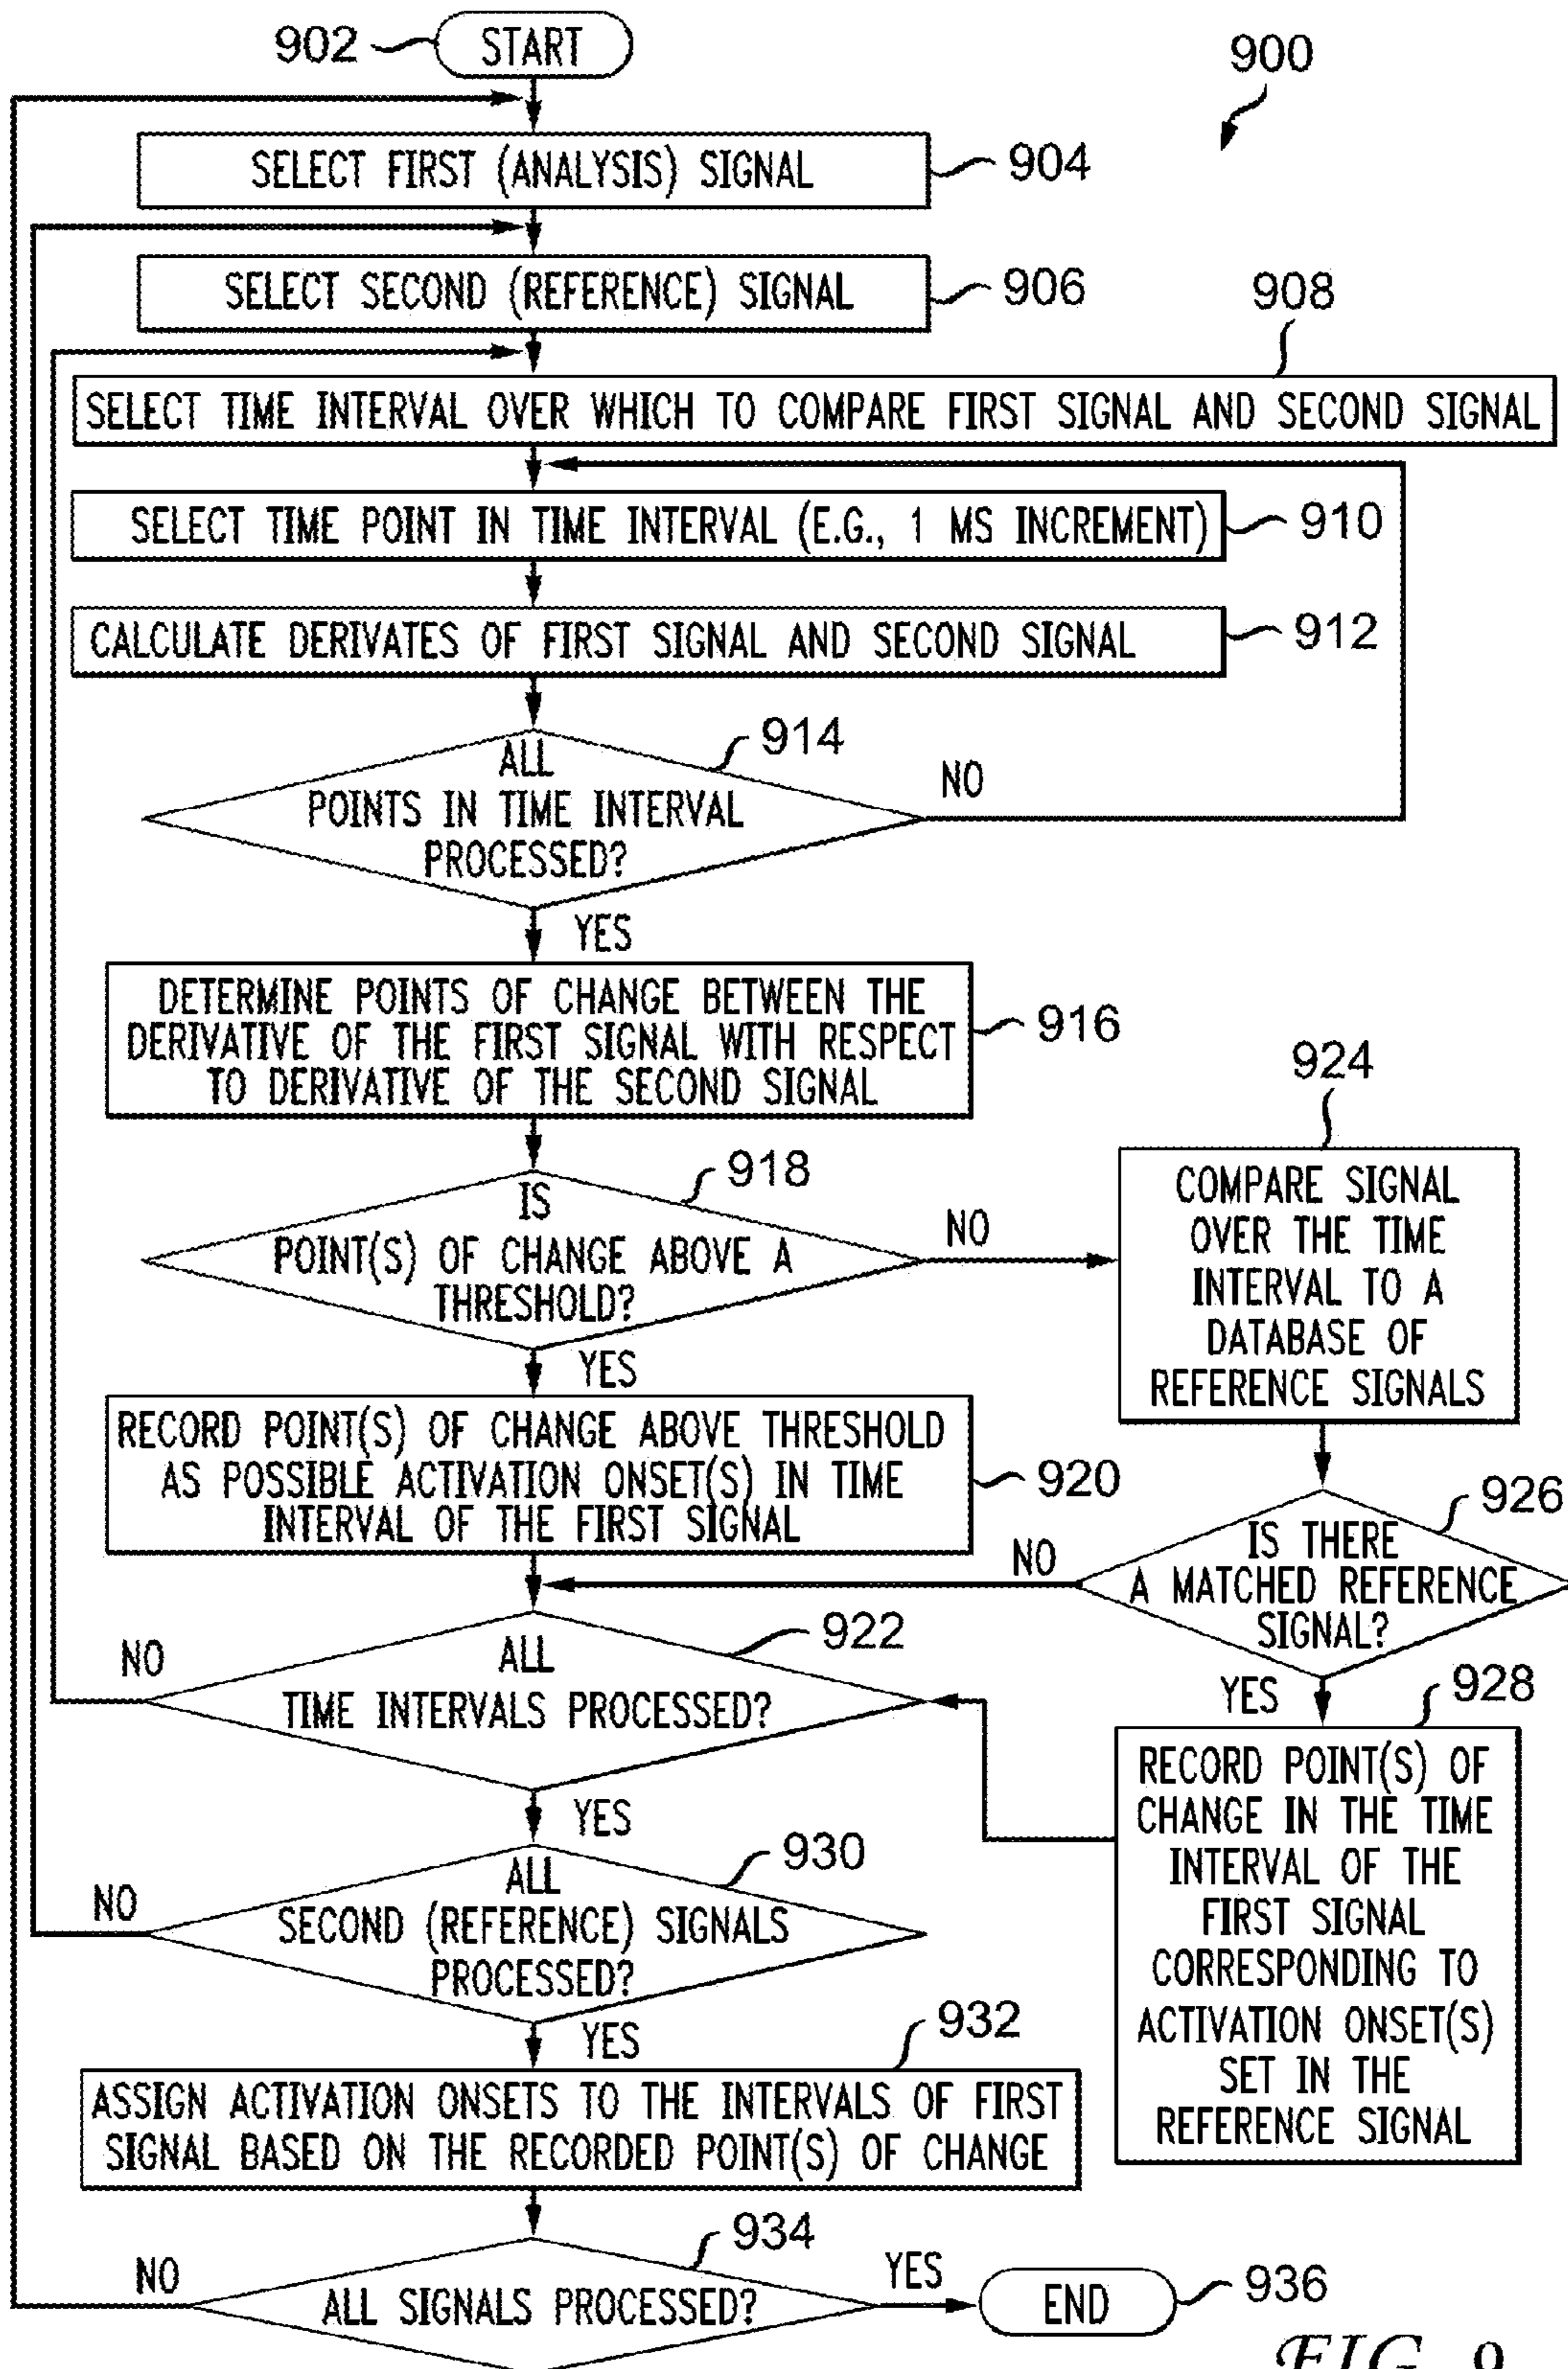 902
START
900
SELECT FIRST (ANALYSIS) SIGNAL
904
SELECT SECOND (REFERENCE) SIGNAL
906
908
SELECT TIME INTERVAL OVER WHICH TO COMPARE FIRST SIGNAL AND SECOND SIGNAL
SELECT TIME POINT IN TIME INTERVAL (E.G., 1 MS INCREMENT)
910
CALCULATE DERIVATES OF FIRST SIGNAL AND SECOND SIGNAL
912
914
ALL
POINTS IN TIME INTERVAL
PROCESSED?
NO
YES
DETERMINE POINTS OF CHANGE BETWEEN THE
DERIVATIVE OF THE FIRST SIGNAL WITH RESPECT
TO DERIVATIVE OF THE SECOND SIGNAL
916
918
IS
POINT(S) OF CHANGE ABOVE A
THRESHOLD?
NO
YES
924
COMPARE SIGNAL
OVER THE TIME
INTERVAL TO A
DATABASE OF
REFERENCE SIGNALS
RECORD POINT(S) OF CHANGE ABOVE THRESHOLD
AS POSSIBLE ACTIVATION ONSET(S) IN TIME
INTERVAL OF THE FIRST SIGNAL
920
926
IS THERE
A MATCHED REFERENCE
SIGNAL?
NO
YES
922
ALL
TIME INTERVALS PROCESSED?
NO
YES
928
RECORD POINT(S) OF
CHANGE IN THE TIME
INTERVAL OF THE
FIRST SIGNAL
CORRESPONDING TO
ACTIVATION ONSET(S)
SET IN THE
REFERENCE SIGNAL
930
ALL
SECOND (REFERENCE) SIGNALS
PROCESSED?
NO
YES
932
ASSIGN ACTIVATION ONSETS TO THE INTERVALS OF FIRST
SIGNAL BASED ON THE RECORDED POINT(S) OF CHANGE
934
ALL SIGNALS PROCESSED?
NO
YES
END
936
FIG. 9